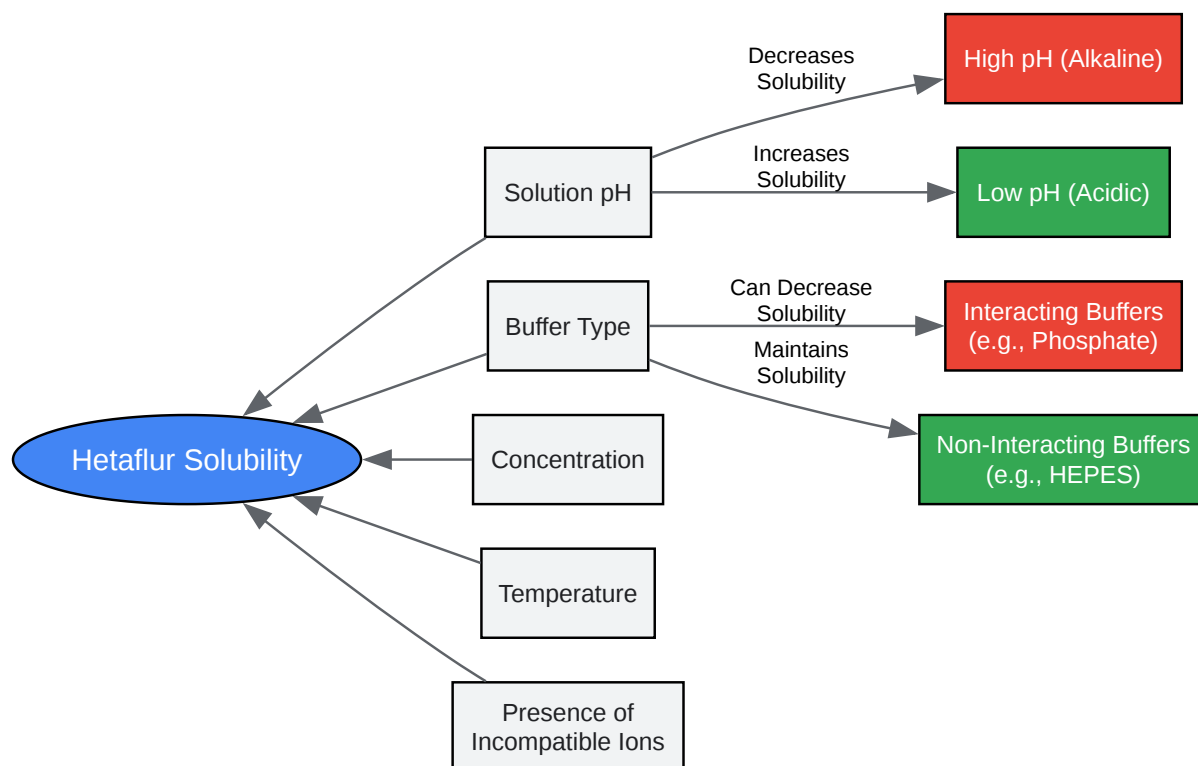 Decreases
Solubility
High pH (Alkaline)
Solution pH
Increases
Solubility
Low pH (Acidic)
Buffer Type
Can Decrease
Solubility
Interacting Buffers
(e.g., Phosphate)
Maintains
Solubility
Non-Interacting Buffers
(e.g., HEPES)
Hetaflur Solubility
Concentration
Temperature
Presence of
Incompatible Ions